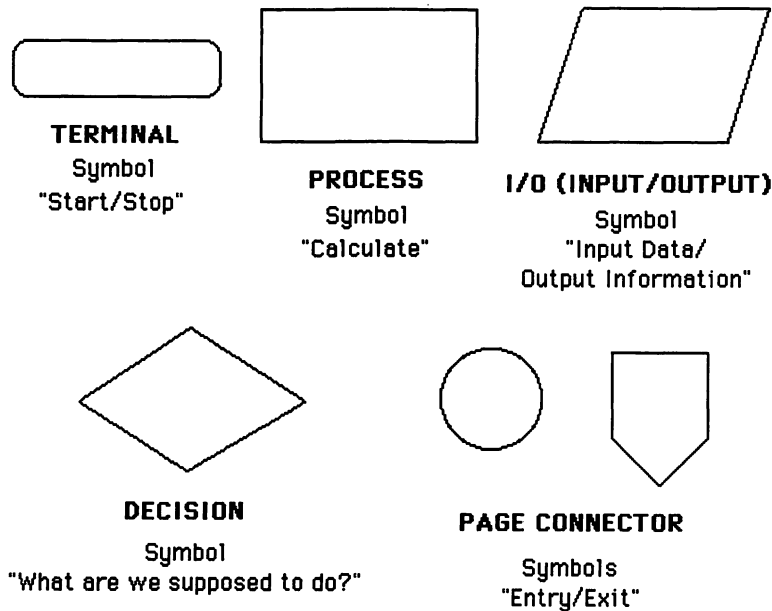 TERMINAL
Symbol
"Start/Stop"
PROCESS
Symbol
"Calculate"
I/O (INPUT/OUTPUT)
Symbol
"Input Data/
Output Information"
DECISION
Symbol
"What are we supposed to do?"
PAGE CONNECTOR
Symbols
"Entry/Exit"